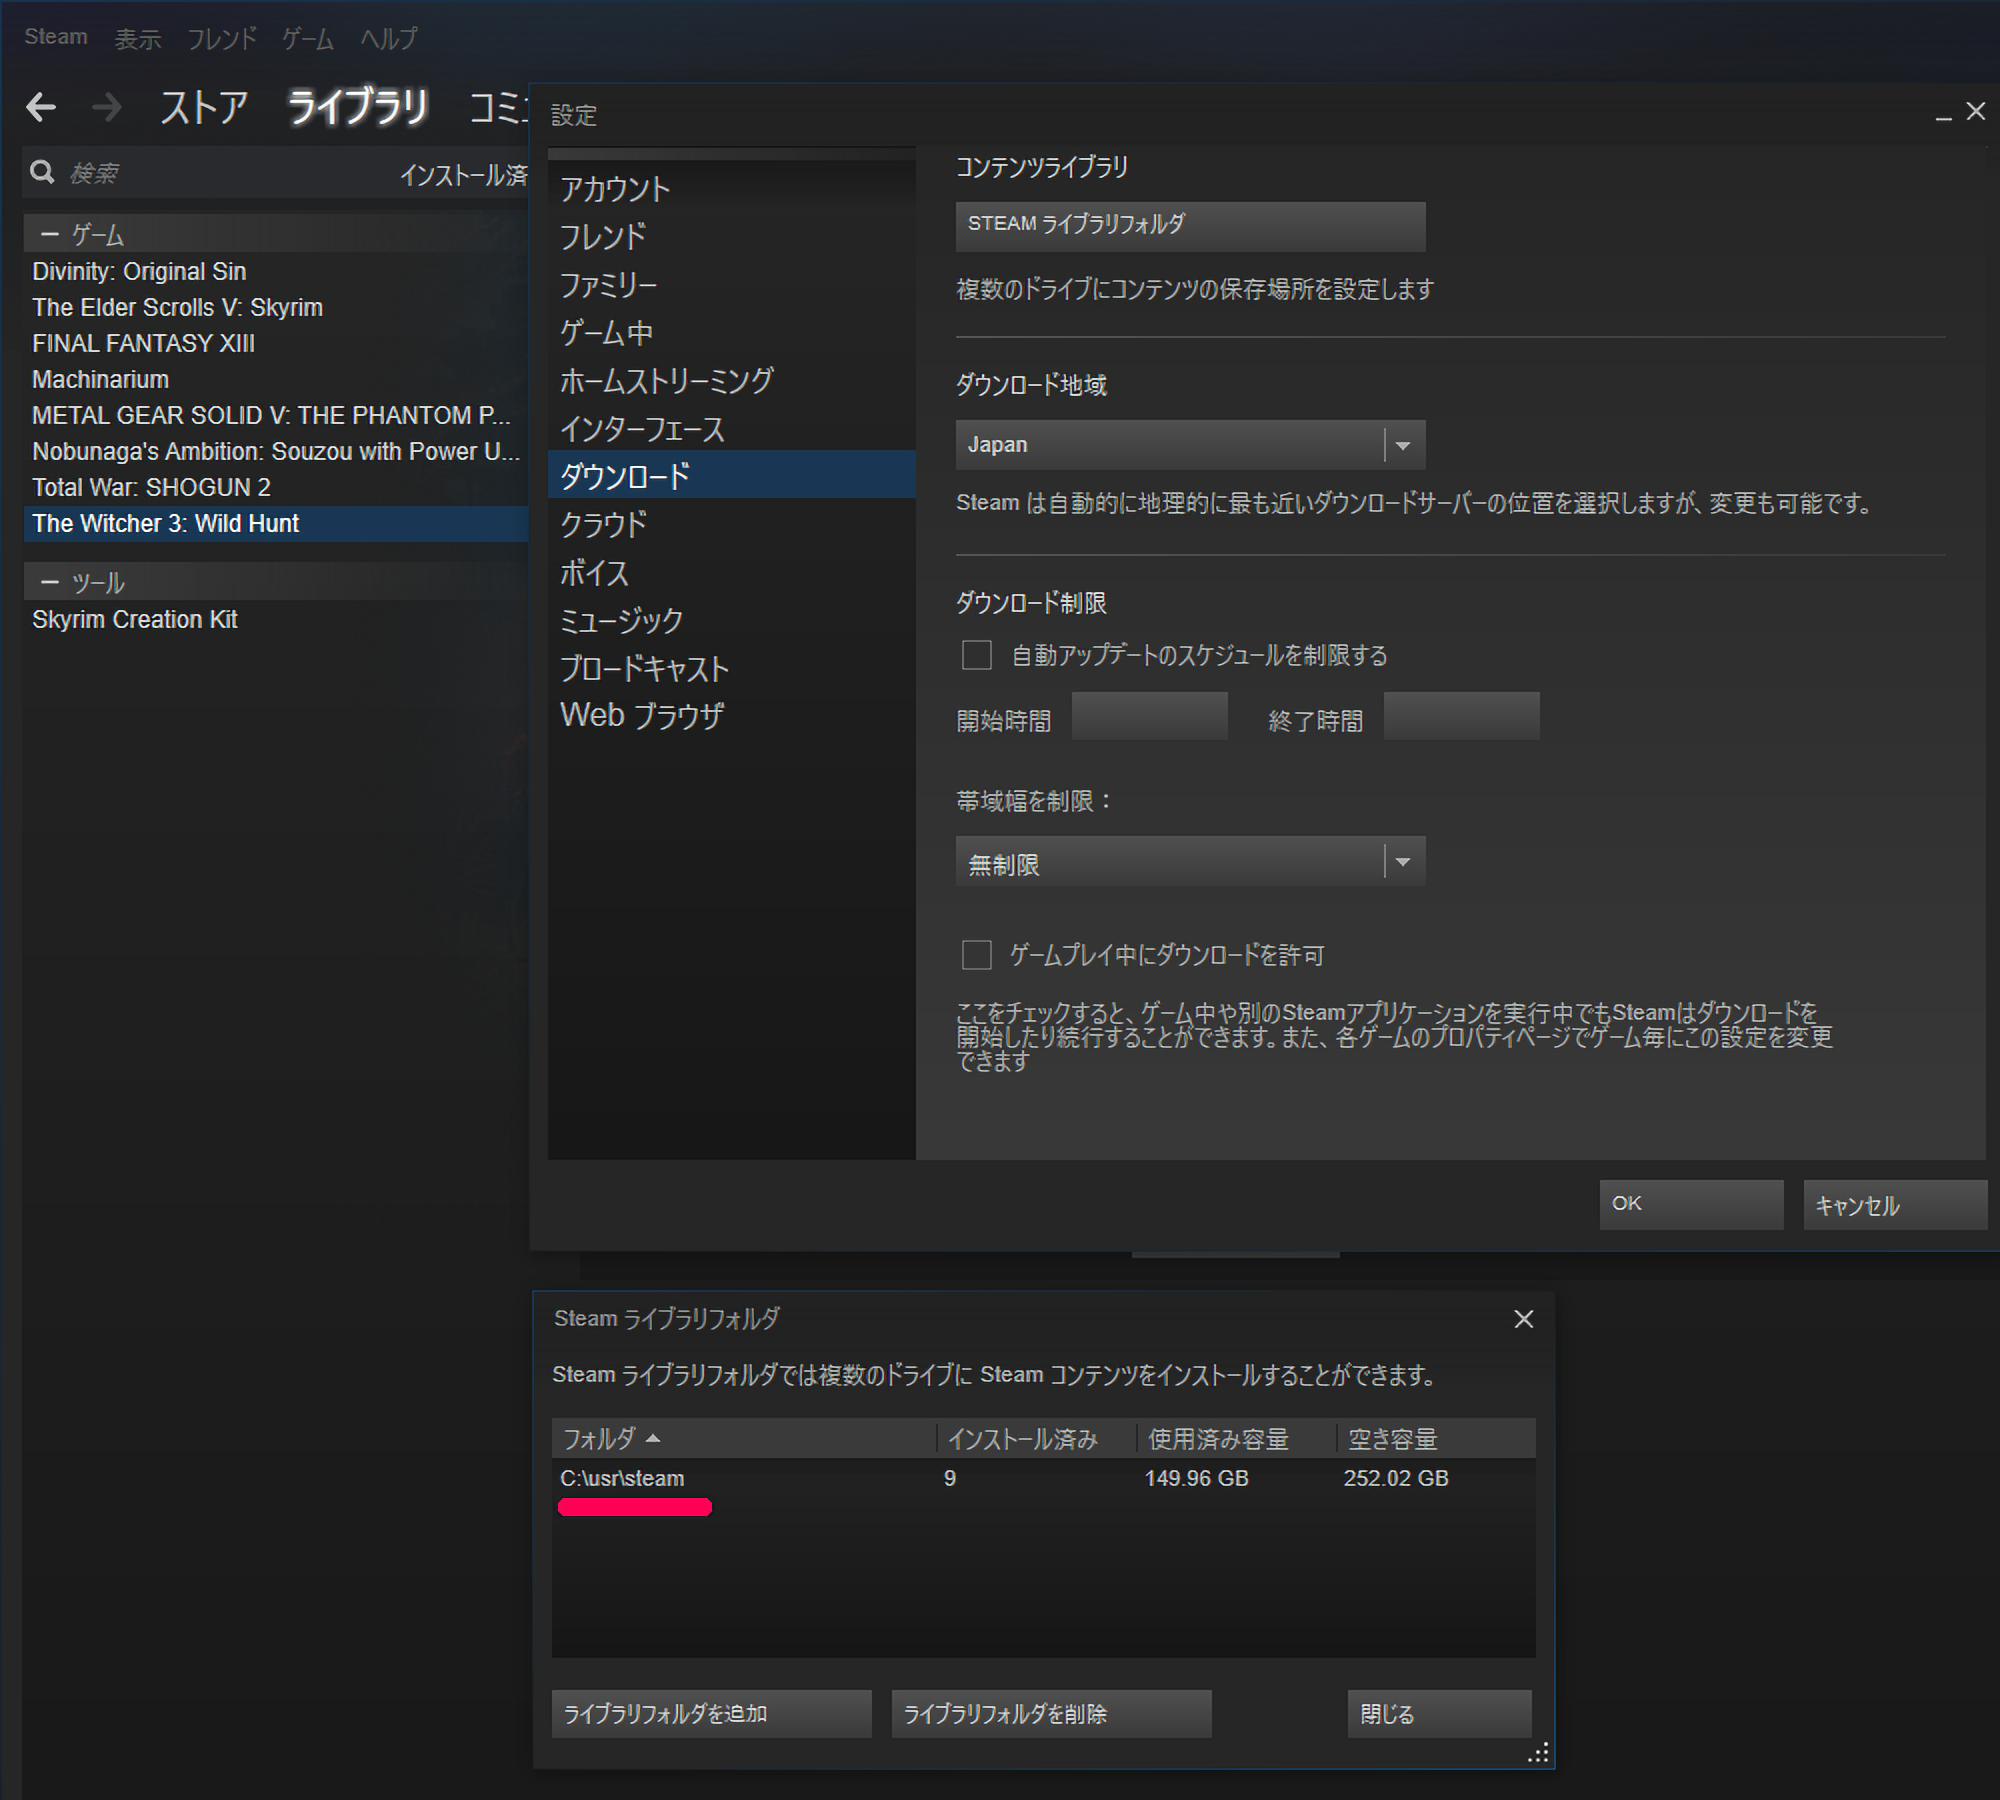 Steam 表示 フレンド ゲーム ヘルプ
ストア ライブラリ コミュ
検索 インストール済
ゲーム
Divinity: Original Sin
The Elder Scrolls V: Skyrim
FINAL FANTASY XIII
Machinarium
METAL GEAR SOLID V: THE PHANTOM P...
Nobunaga's Ambition: Souzou with Power U...
Total War: SHOGUN 2
The Witcher 3: Wild Hunt
ツール
Skyrim Creation Kit
設定
アカウント
フレンド
ファミリー
ゲーム中
ホームストリーミング
インターフェース
ダウンロード
クラウド
ボイス
ミュージック
ブロードキャスト
Web ブラウザ
コンテンツライブラリ
STEAM ライブラリフォルダ
複数のドライブにコンテンツの保存場所を設定します
ダウンロード地域
Japan
Steam は自動的に地理的に最も近いダウンロードサーバーの位置を選択しますが、変更も可能です。
ダウンロード制限
自動アップデートのスケジュールを制限する
開始時間 終了時間
帯域幅を制限：
無制限
ゲームプレイ中にダウンロードを許可
ここをチェックすると、ゲーム中や別のSteamアプリケーションを実行中でもSteamはダウンロードを
開始したり続行することができます。また、各ゲームのプロパティページでゲーム毎にこの設定を変更
できます
OK キャンセル
Steam ライブラリフォルダ
Steam ライブラリフォルダでは複数のドライブに Steam コンテンツをインストールすることができます。
フォルダ インストール済み 使用済み容量 空き容量
C:\usr\steam 9 149.96 GB 252.02 GB
ライブラリフォルダを追加 ライブラリフォルダを削除 閉じる